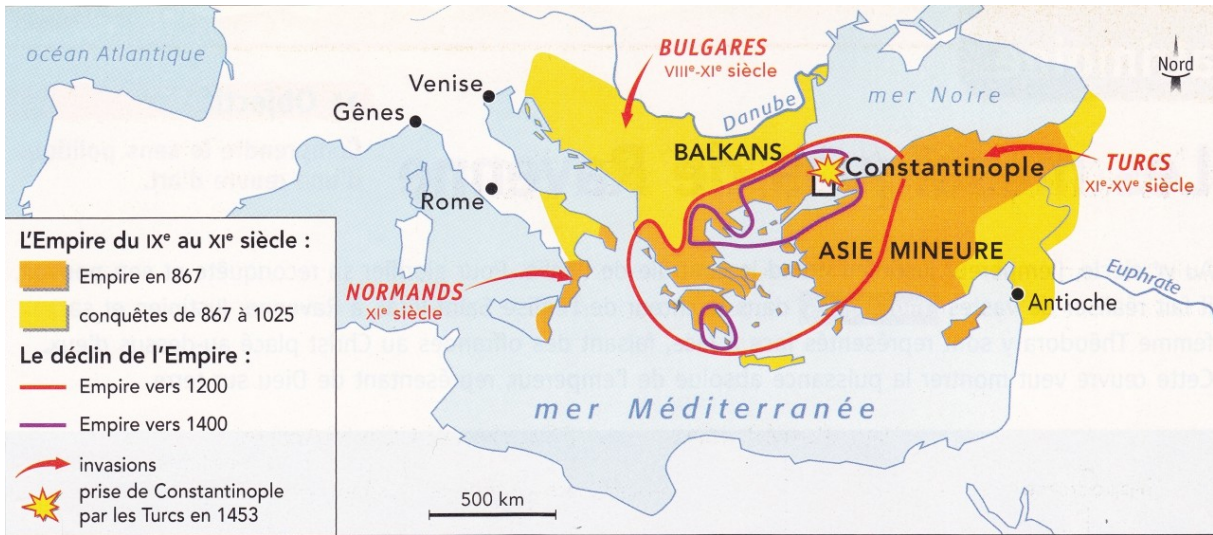 océan Atlantique
BULGARES
VIIIᵉ-XIᵉ siècle
Nord
Venise
Gênes
Danube
mer Noire
BALKANS
Constantinople
TURCS
XIᵉ-XVᵉ siècle
Rome
ASIE MINEURE
NORMANDS
XIᵉ siècle
Euphrate
Antioche
mer Méditerranée
L'Empire du IXᵉ au XIᵉ siècle :
Empire en 867
conquêtes de 867 à 1025
Le déclin de l'Empire :
Empire vers 1200
Empire vers 1400
invasions
prise de Constantinople
par les Turcs en 1453
500 km